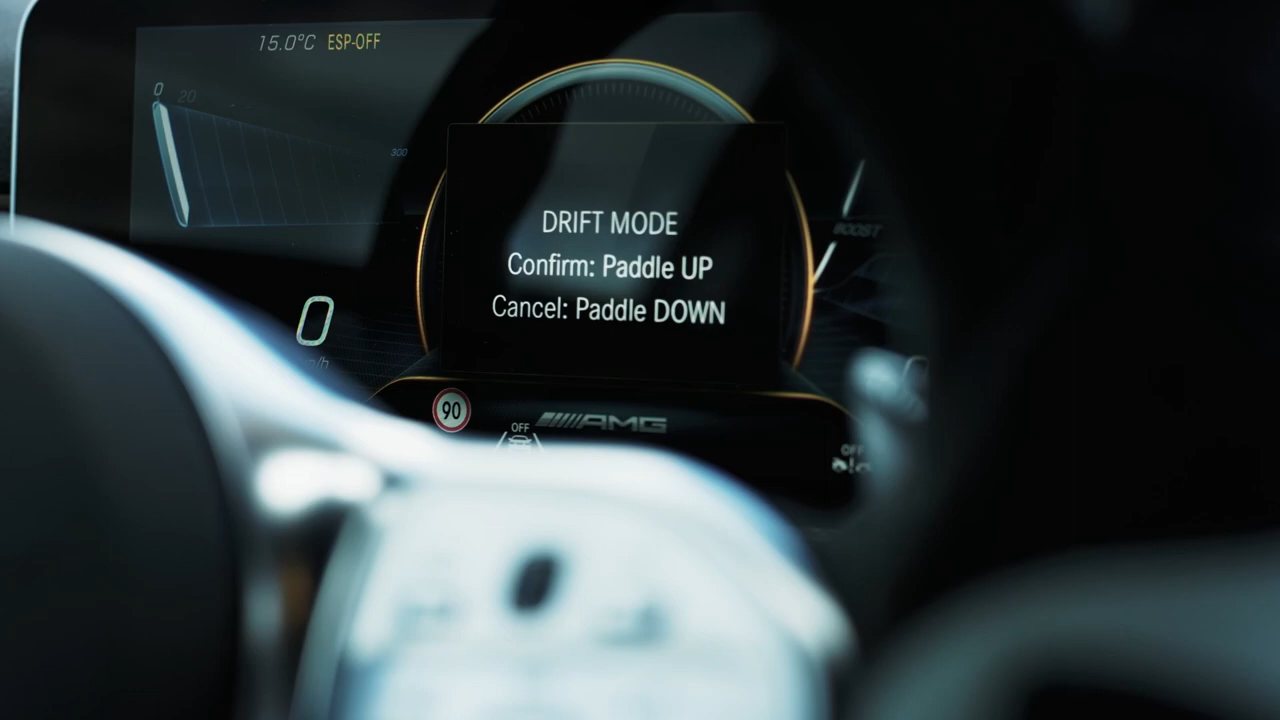 15.0°C ESP-OFF
0 20
300
DRIFT MODE
Confirm: Paddle UP
Cancel: Paddle DOWN
BOOST
0
90
OFF
AMG
OFF